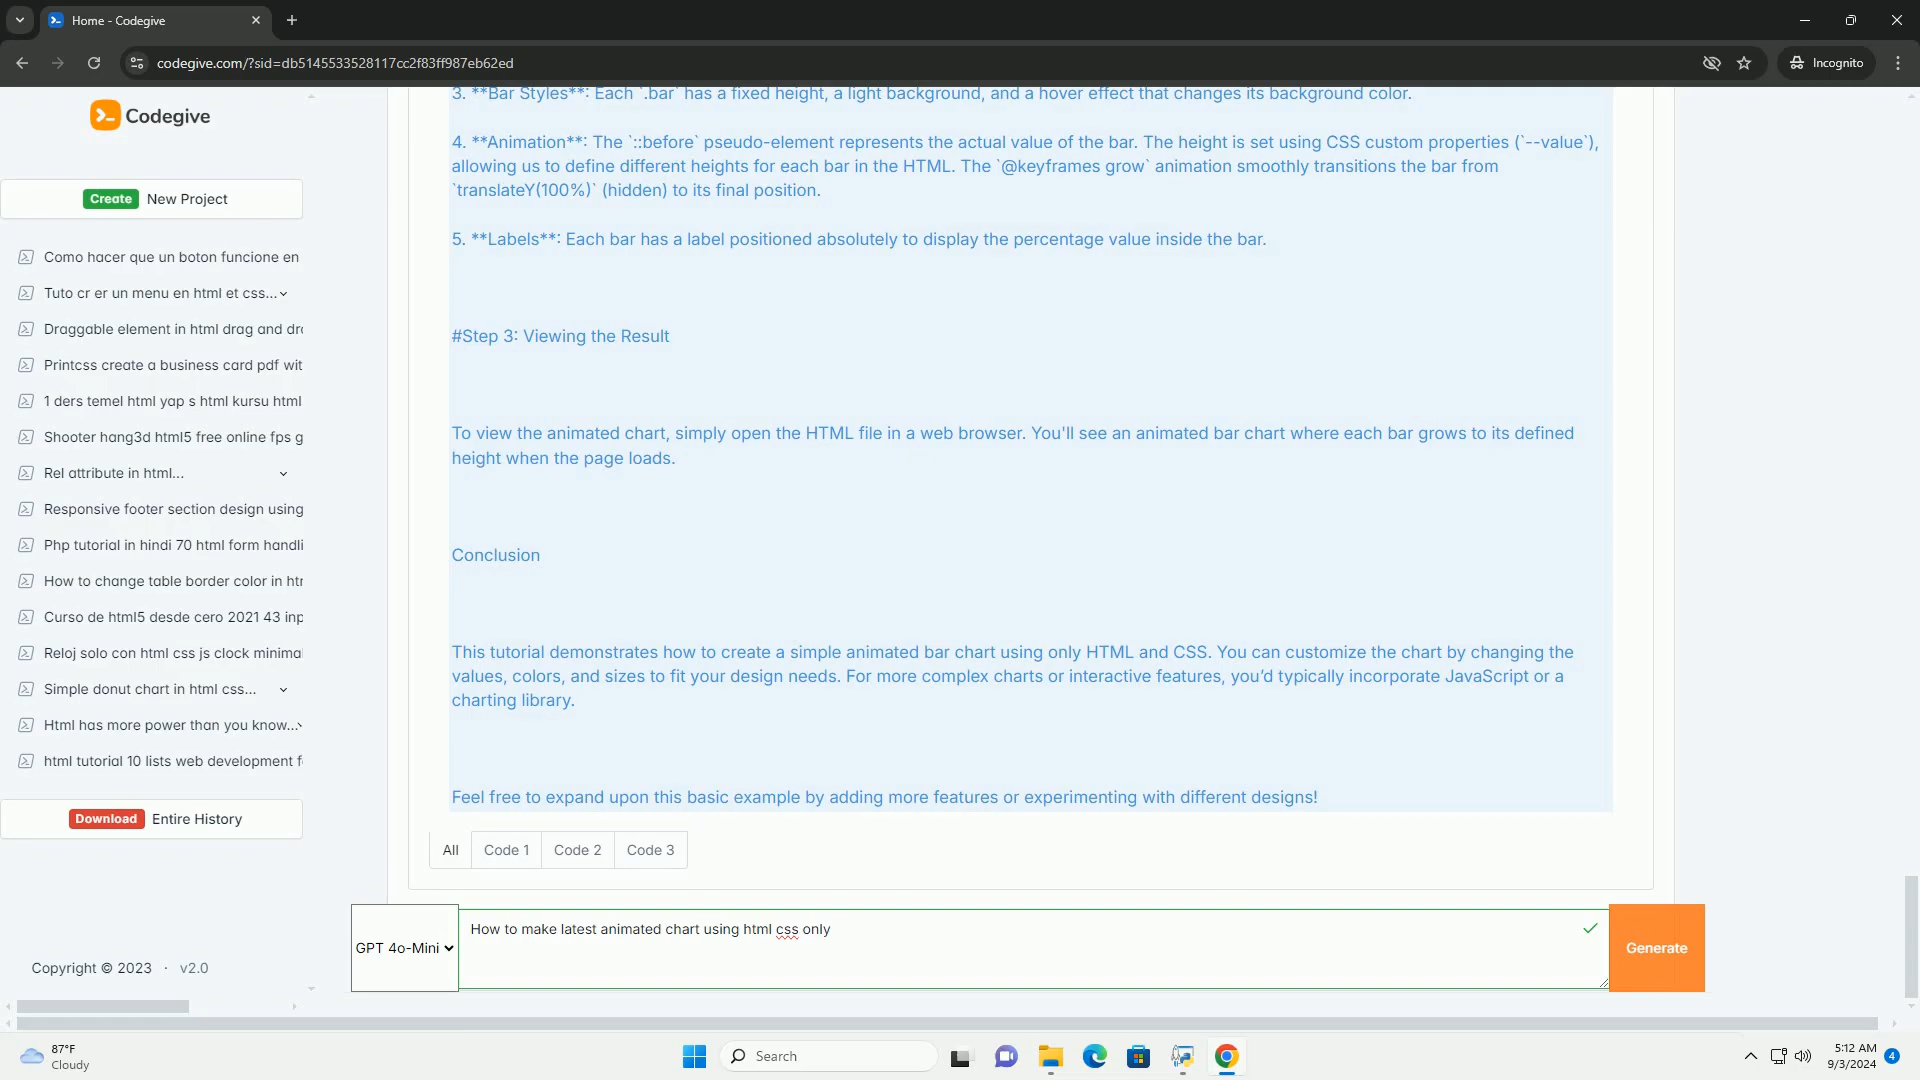 Home - Codegive
codegive.com/?sid=db5145533528117cc2f83ff987eb62ed
Incognito
Codegive
Create New Project
Como hacer que un boton funcione en
Tuto cr er un menu en html et css...
Draggable element in html drag and dr
Printcss create a business card pdf wit
1 ders temel html yap s html kursu html
Shooter hang3d html5 free online fps g
Rel attribute in html...
Responsive footer section design using
Php tutorial in hindi 70 html form handli
How to change table border color in htr
Curso de html5 desde cero 2021 43 inp
Reloj solo con html css js clock minima
Simple donut chart in html css...
Html has more power than you know...
html tutorial 10 lists web development f
Download Entire History
Copyright © 2023 · v2.0
3. **Bar Styles**: Each `.bar` has a fixed height, a light background, and a hover effect that changes its background color.
4. **Animation**: The `::before` pseudo-element represents the actual value of the bar. The height is set using CSS custom properties (`--value`),
allowing us to define different heights for each bar in the HTML. The `@keyframes grow` animation smoothly transitions the bar from
`translateY(100%)` (hidden) to its final position.
5. **Labels**: Each bar has a label positioned absolutely to display the percentage value inside the bar.
#Step 3: Viewing the Result
To view the animated chart, simply open the HTML file in a web browser. You'll see an animated bar chart where each bar grows to its defined
height when the page loads.
Conclusion
This tutorial demonstrates how to create a simple animated bar chart using only HTML and CSS. You can customize the chart by changing the
values, colors, and sizes to fit your design needs. For more complex charts or interactive features, you’d typically incorporate JavaScript or a
charting library.
Feel free to expand upon this basic example by adding more features or experimenting with different designs!
All Code 1 Code 2 Code 3
GPT 4o-Mini
How to make latest animated chart using html css only
Generate
87°F
Cloudy
Search
5:12 AM
9/3/2024
4